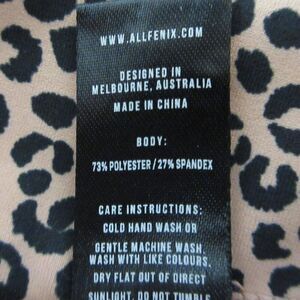 WWW.ALLFENIX.COM
DESIGNED IN
MELBOURNE, AUSTRALIA
MADE IN CHINA
BODY:
73% POLYESTER / 27% SPANDEX
CARE INSTRUCTIONS:
COLD HAND WASH OR
GENTLE MACHINE WASH.
WASH WITH LIKE COLOURS.
DRY FLAT OUT OF DIRECT
SUNLIGHT. DO NOT TUMBLE